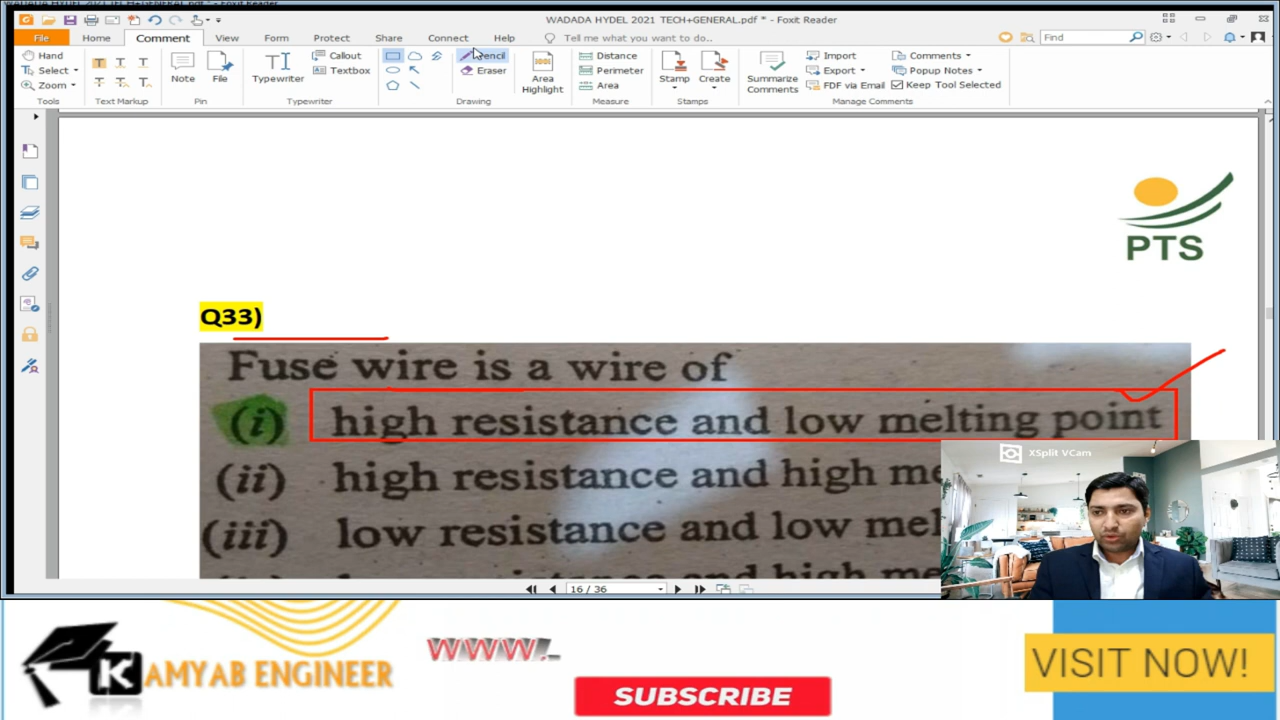 WADADA HYDEL 2021 TECH+GENERAL.pdf * - Foxit Reader
File Home Comment View Form Protect Share Connect Help Tell me what you want to do.. Find
Hand
Select
Zoom
Tools
Text Markup
Note
File
Pin
Typewriter
Callout
Textbox
Typewriter
Pencil
Eraser
Drawing
Area
Highlight
Distance
Perimeter
Area
Measure
Stamp
Create
Stamps
Summarize
Comments
Import
Export
FDF via Email
Comments
Popup Notes
Keep Tool Selected
Manage Comments
PTS
Q33)
Fuse wire is a wire of
(i) high resistance and low melting point
(ii) high resistance and high me
(iii) low resistance and low mel
XSplit VCam
16 / 36
KAMYAB ENGINEER
WWW.
SUBSCRIBE
VISIT NOW!